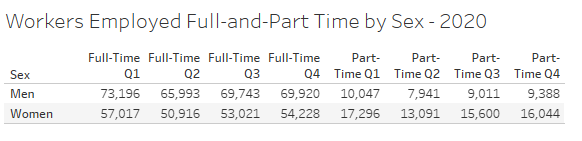 Workers Employed Full-and-Part Time by Sex - 2020
Full-Time Full-Time Full-Time Full-Time Part- Part- Part- Part-
Sex Q1 Q2 Q3 Q4 Time Q1 Time Q2 Time Q3 Time Q4
Men 73,196 65,993 69,743 69,920 10,047 7,941 9,011 9,388
Women 57,017 50,916 53,021 54,228 17,296 13,091 15,600 16,044